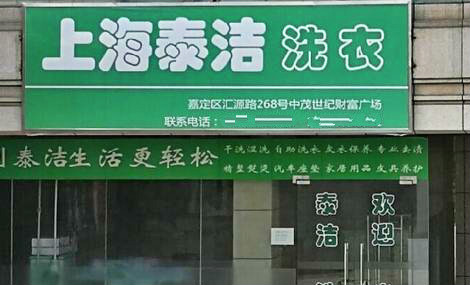 上海泰洁 洗衣
嘉定区汇源路268号中茂世纪财富广场
联系电话：
泰洁生活更轻松
干洗湿洗 自助洗衣 皮衣保养 专业去渍
精整熨烫 汽车座垫 家居用品 皮具养护
欢迎
泰洁